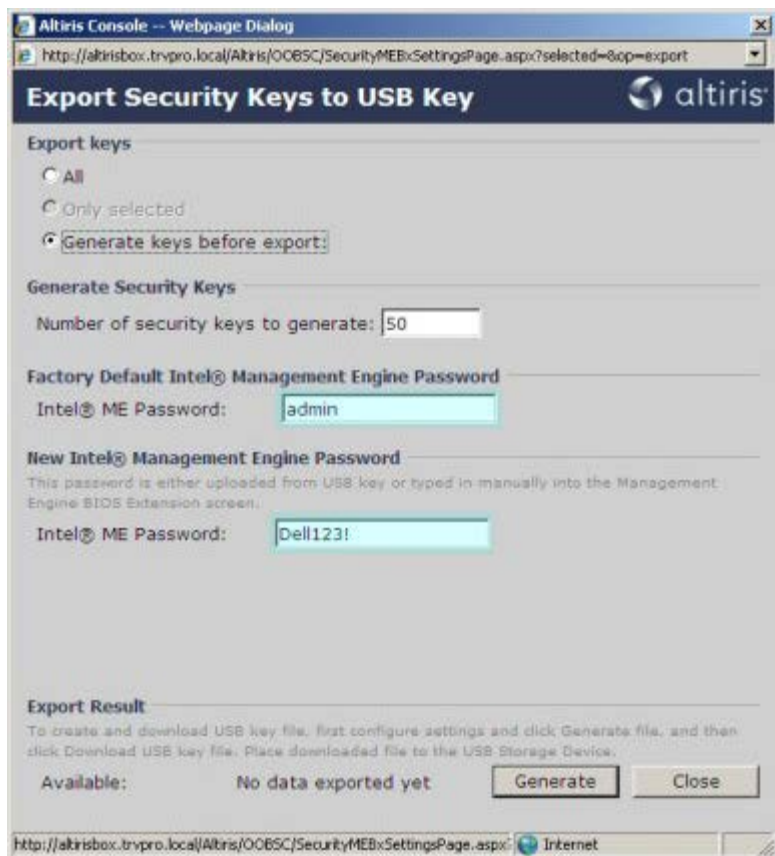 Altiris Console -- Webpage Dialog
http://altirisbox.trvpro.local/Altiris/OOBSC/SecurityMEBxSettingsPage.aspx?selected=&op=export
Export Security Keys to USB Key
altiris
Export keys
All
Only selected
Generate keys before export:
Generate Security Keys
Number of security keys to generate: 50
Factory Default Intel® Management Engine Password
Intel® ME Password: admin
New Intel® Management Engine Password
This password is either uploaded from USB key or typed in manually into the Management
Engine BIOS Extension screen.
Intel® ME Password: Dell123!
Export Result
To create and download USB key file, first configure settings and click Generate file, and then
click Download USB key file. Place downloaded file to the USB Storage Device.
Available: No data exported yet Generate Close
http://altirisbox.trvpro.local/Altiris/OOBSC/SecurityMEBxSettingsPage.aspx? Internet